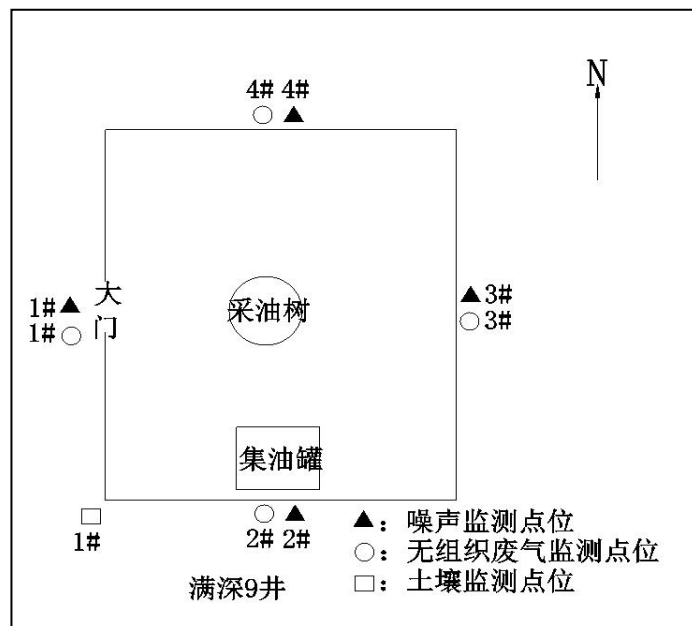 4# 4#
N
1#
1#
大门
采油树
3#
3#
集油罐
1#
2# 2#
▲：噪声监测点位
○：无组织废气监测点位
□：土壤监测点位
满深9井